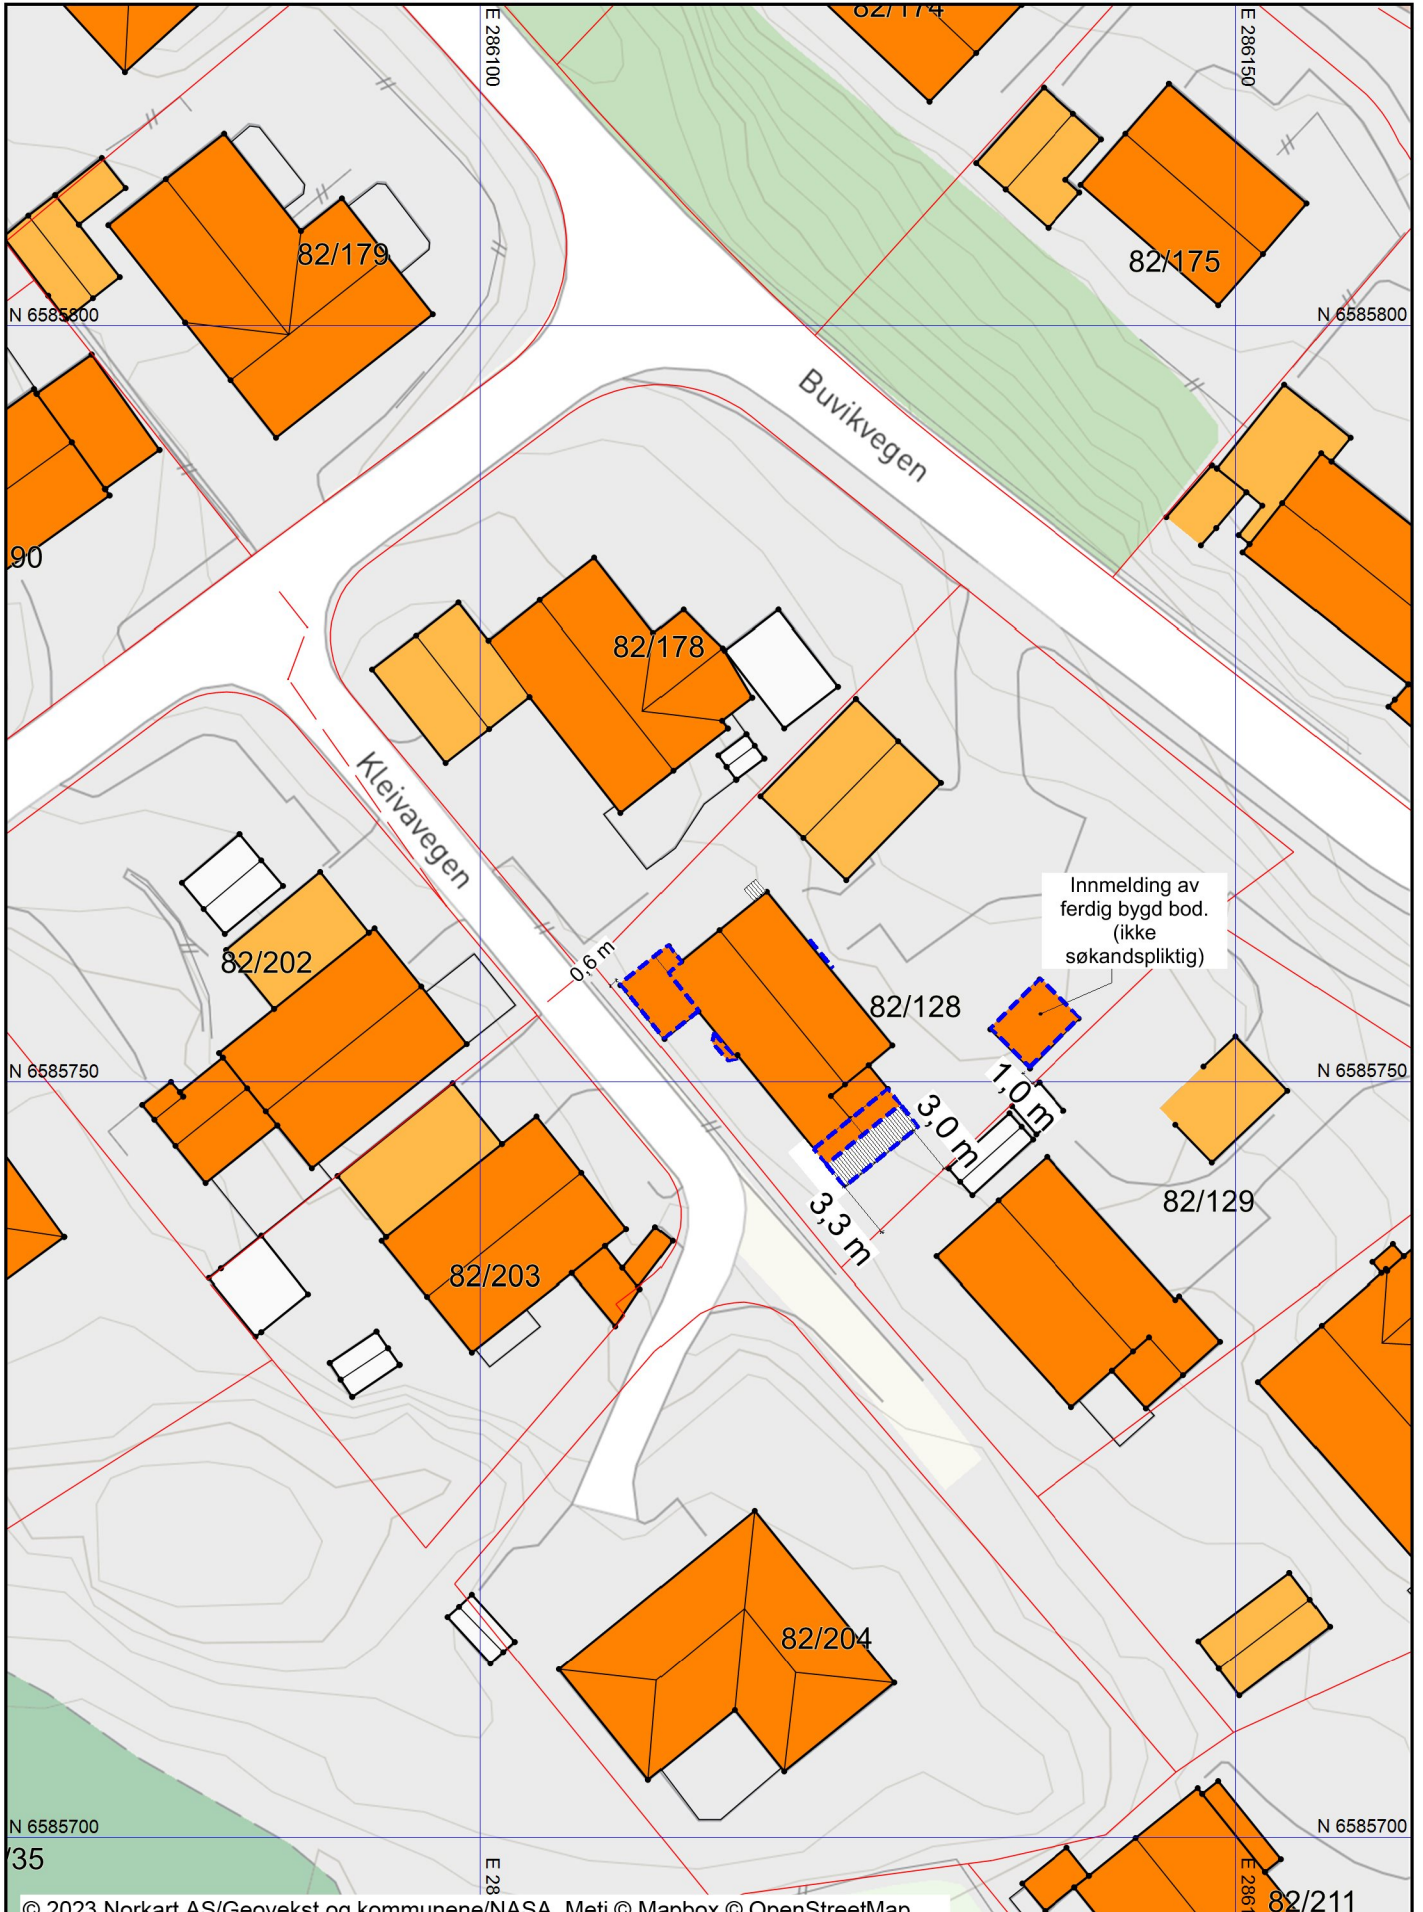 82/174
E 286100
E 286150
82/179
82/175
N 6585800
N 6585800
Buvikvegen
90
82/178
Kleivavegen
Innmelding av
ferdig bygd bod.
(ikke
søkandspliktig)
82/202
0,6 m
82/128
N 6585750
N 6585750
1,0 m
3,0 m
82/129
3,3 m
82/203
82/204
N 6585700
N 6585700
/35
E 28
E 2861
82/211
© 2023 Norkart AS/Geovekst og kommunene/NASA, Meti © Mapbox © OpenStreetMap